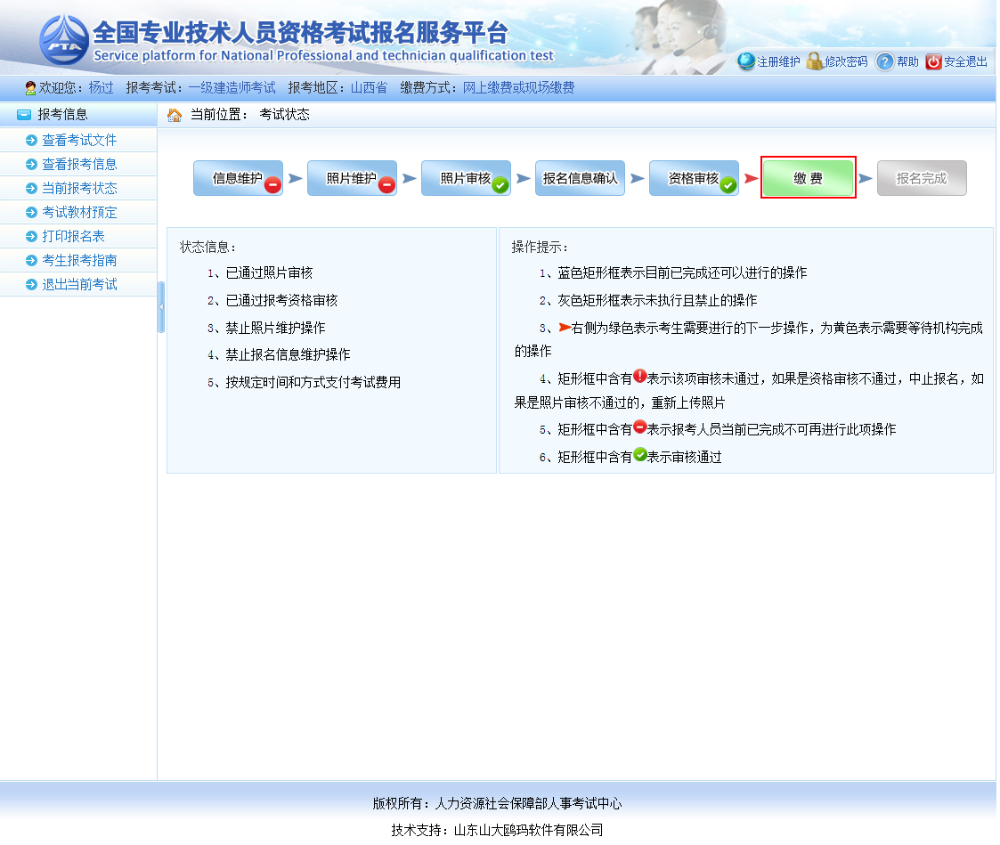 PTA
全国专业技术人员资格考试报名服务平台
Service platform for National Professional and technician qualification test
注册维护 修改密码 帮助 安全退出
欢迎您：杨过 报考考试：一级建造师考试 报考地区：山西省 缴费方式：网上缴费或现场缴费
报考信息
查看考试文件
查看报考信息
当前报考状态
考试教材预定
打印报名表
考生报考指南
退出当前考试
当前位置： 考试状态
信息维护 照片维护 照片审核 报名信息确认 资格审核 缴 费 报名完成
状态信息：
1、已通过照片审核
2、已通过报考资格审核
3、禁止照片维护操作
4、禁止报名信息维护操作
5、按规定时间和方式支付考试费用
操作提示：
1、蓝色矩形框表示目前已完成还可以进行的操作
2、灰色矩形框表示未执行且禁止的操作
3、右侧为绿色表示考生需要进行的下一步操作，为黄色表示需要等待机构完成
的操作
4、矩形框中含有表示该项审核未通过，如果是资格审核不通过，中止报名，如
果是照片审核不通过的，重新上传照片
5、矩形框中含有表示报考人员当前已完成不可再进行此项操作
6、矩形框中含有表示审核通过
版权所有：人力资源社会保障部人事考试中心
技术支持：山东山大鸥玛软件有限公司